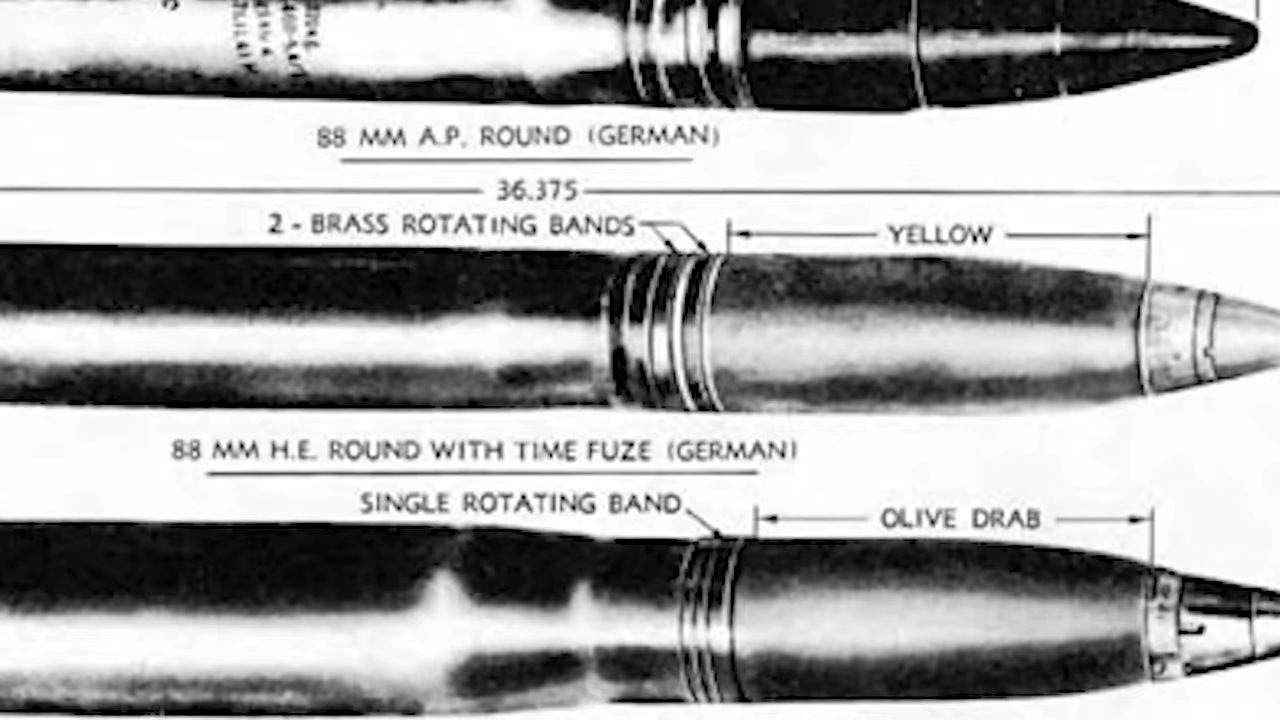 88 MM A.P. ROUND (GERMAN)
36.375
2 - BRASS ROTATING BANDS
YELLOW
88 MM H.E. ROUND WITH TIME FUZE (GERMAN)
SINGLE ROTATING BAND
OLIVE DRAB